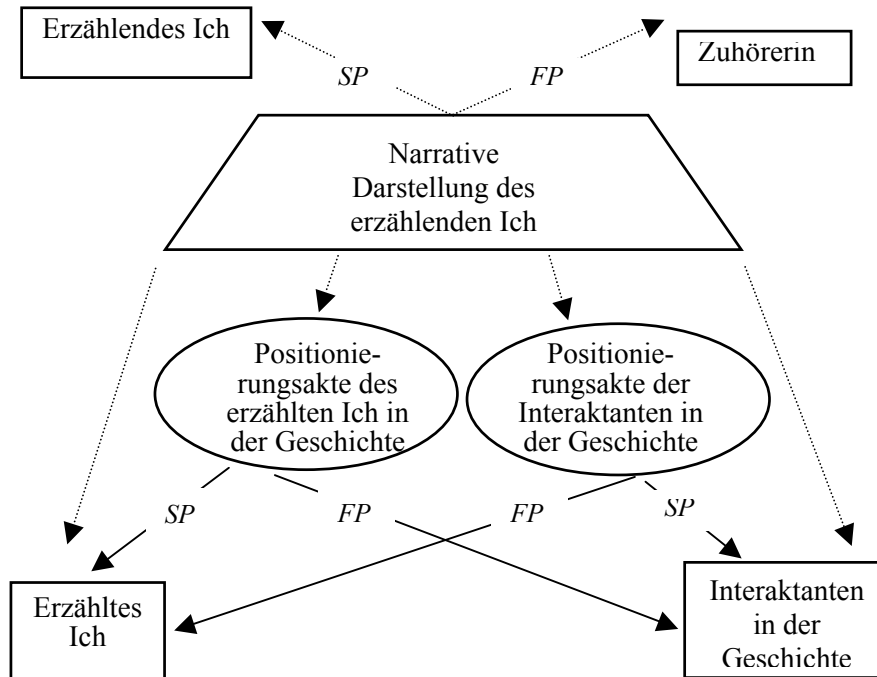 Erzählendes Ich
Zuhörerin
SP
FP
Narrative
Darstellung des
erzählenden Ich
Positionie-
rungsakte des
erzählten Ich in
der Geschichte
Positionie-
rungsakte der
Interaktanten in
der Geschichte
SP
FP
FP
SP
Erzähltes
Ich
Interaktanten
in der
Geschichte